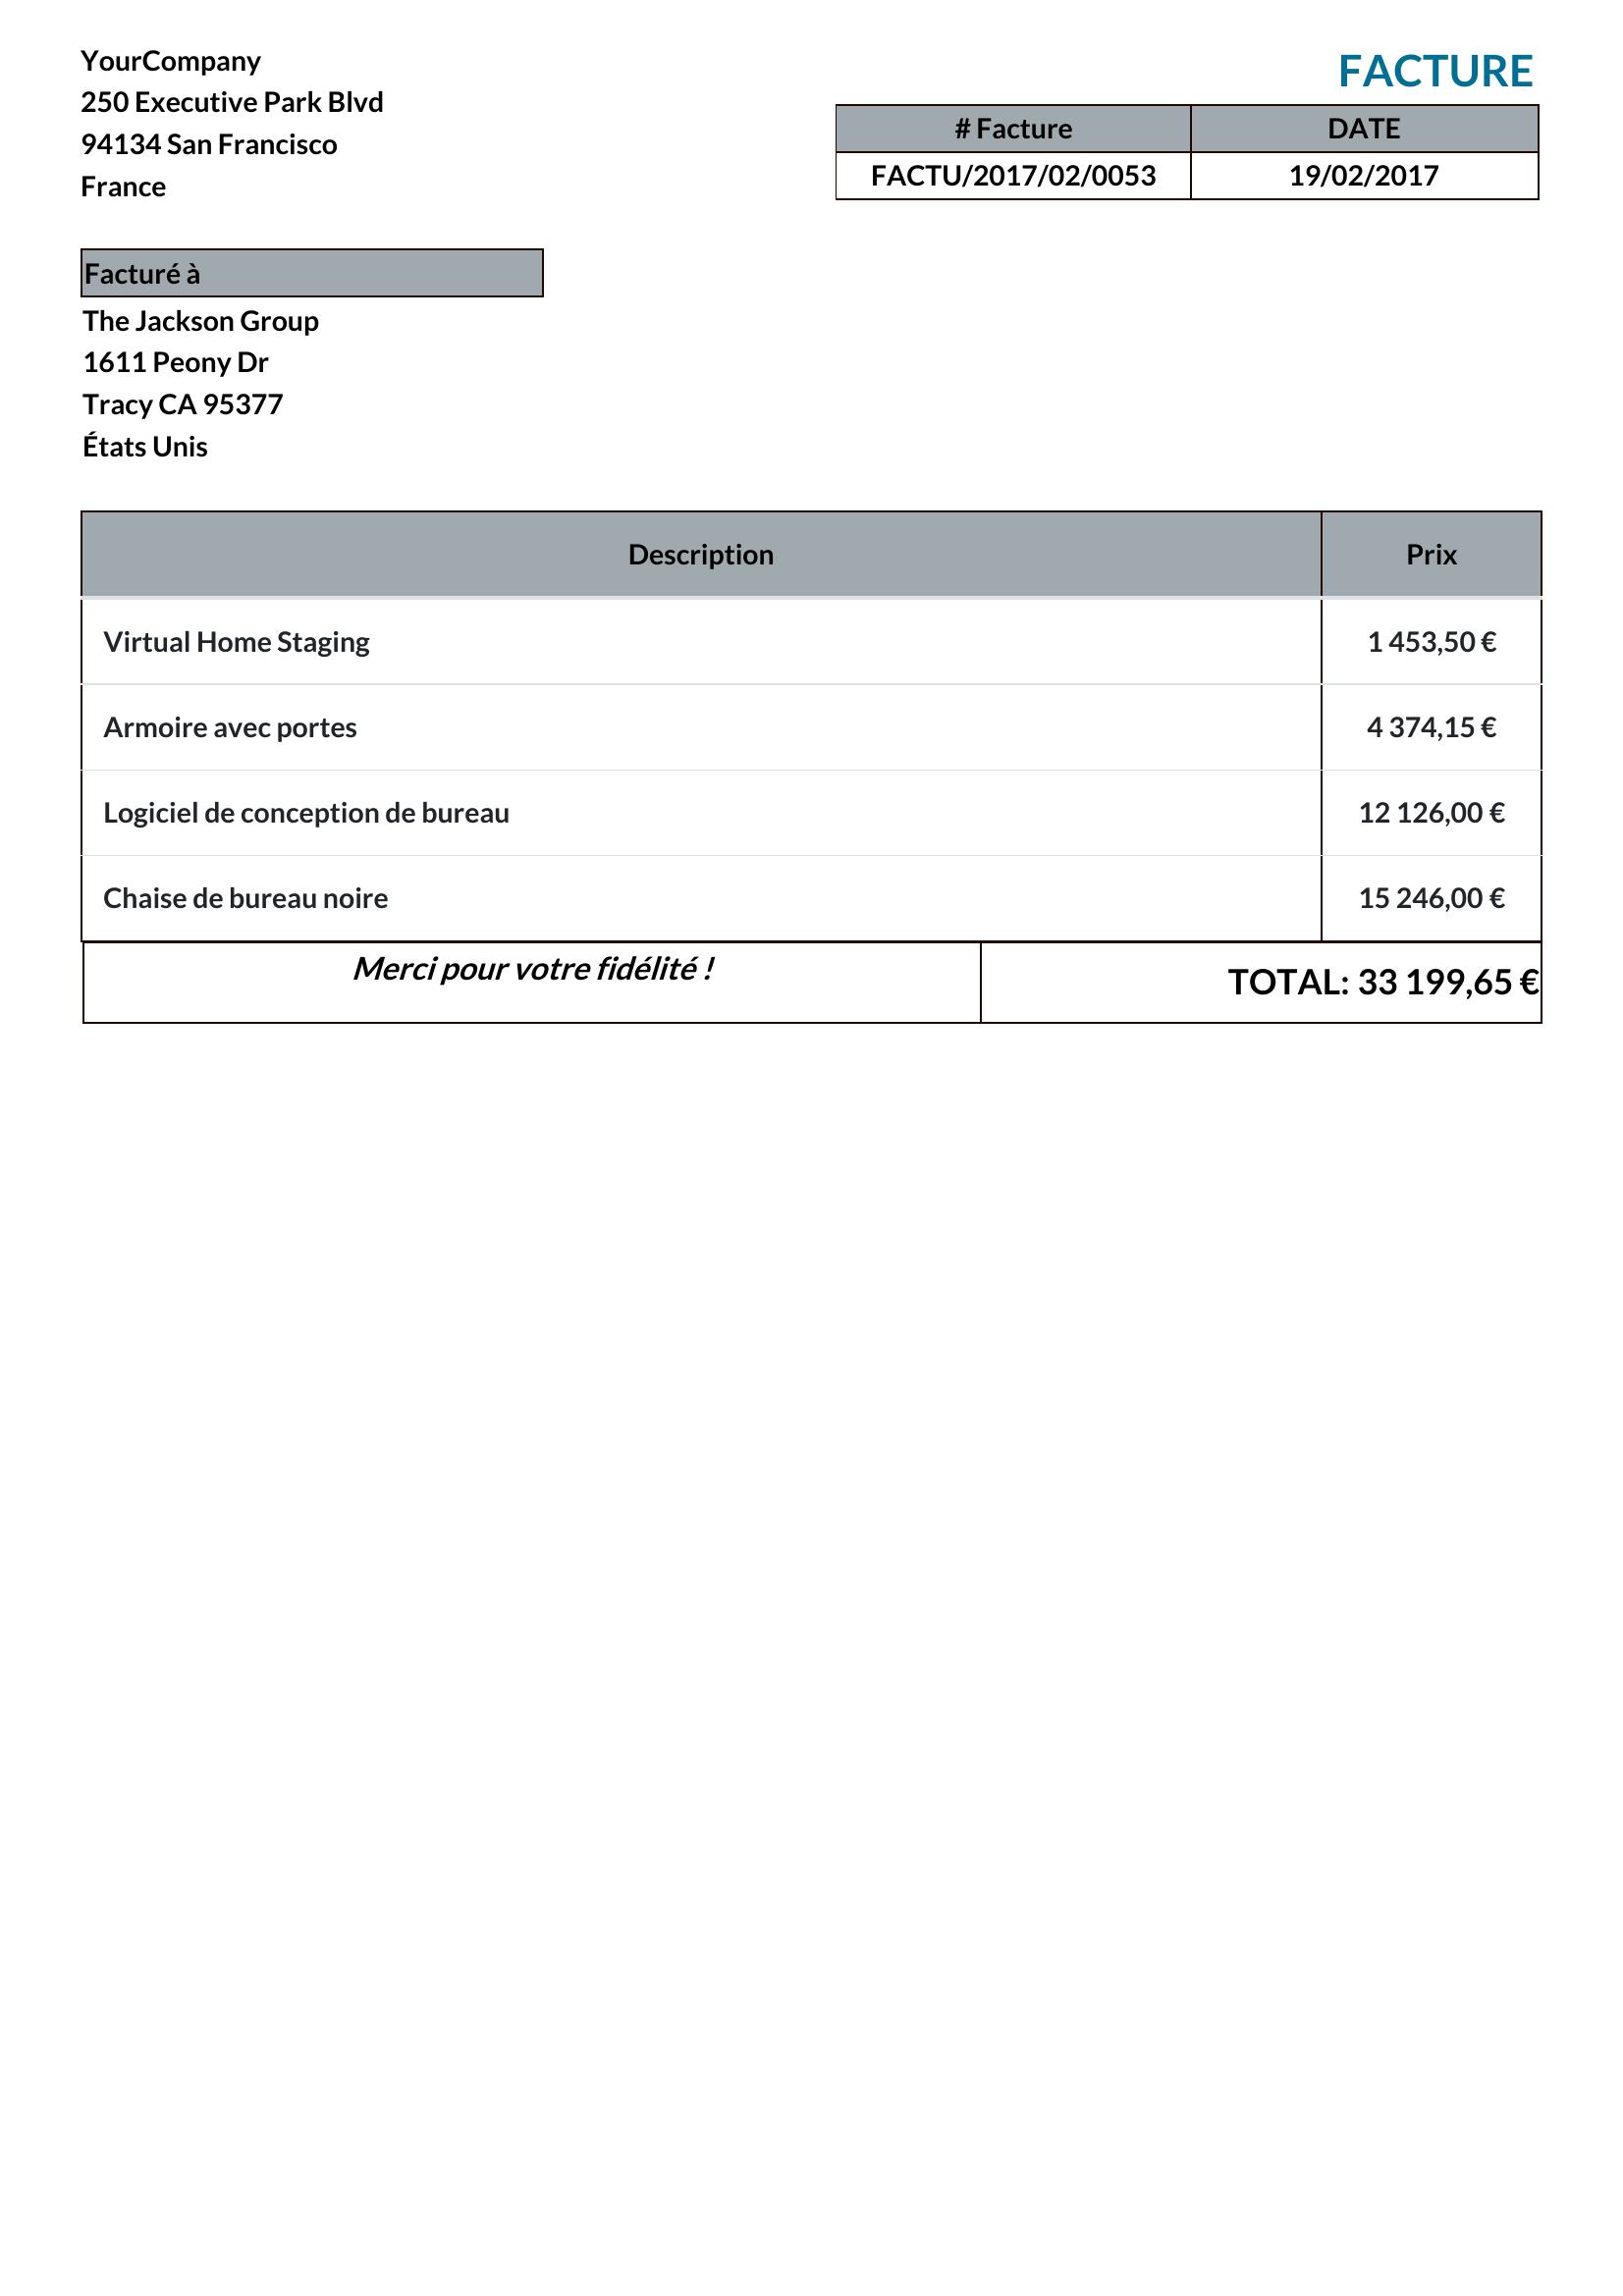 YourCompany
250 Executive Park Blvd
94134 San Francisco
France
FACTURE
# Facture DATE
FACTU/2017/02/0053 19/02/2017
Facturé à
The Jackson Group
1611 Peony Dr
Tracy CA 95377
États Unis
Description Prix
Virtual Home Staging 1 453,50 €
Armoire avec portes 4 374,15 €
Logiciel de conception de bureau 12 126,00 €
Chaise de bureau noire 15 246,00 €
Merci pour votre fidélité !
TOTAL: 33 199,65 €